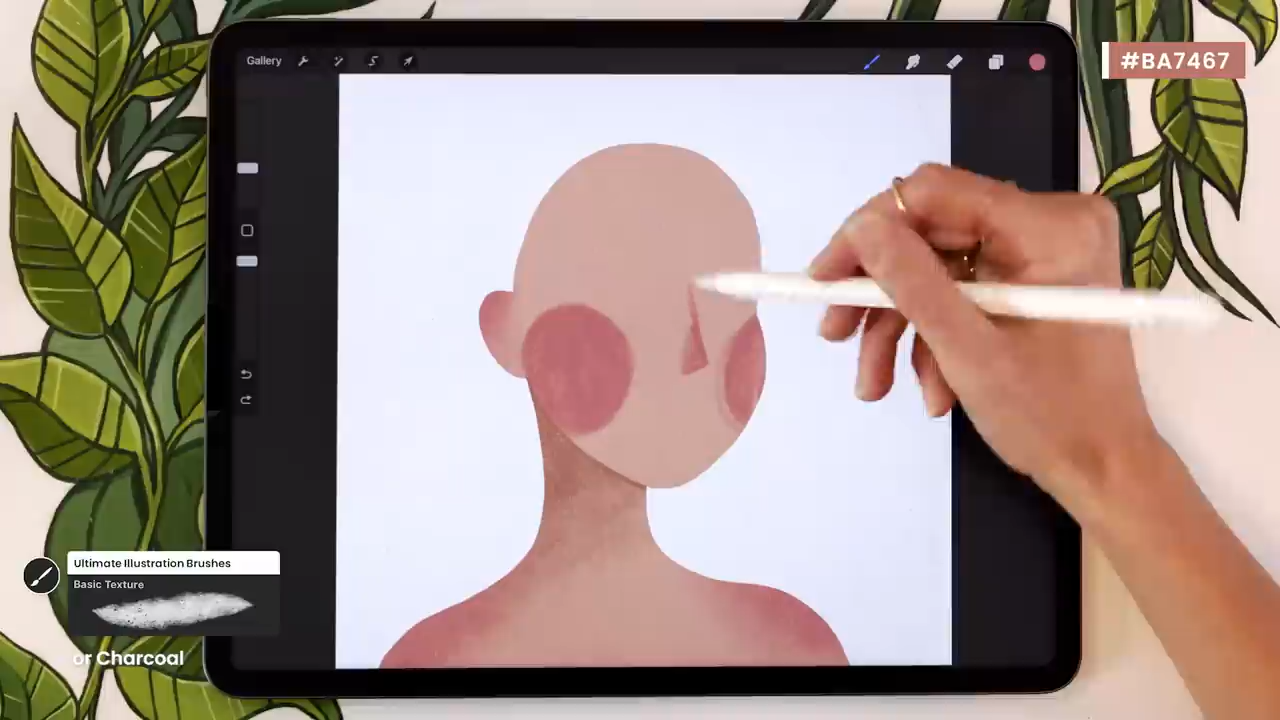 Gallery
#BA7467
Ultimate Illustration Brushes
Basic Texture
or Charcoal